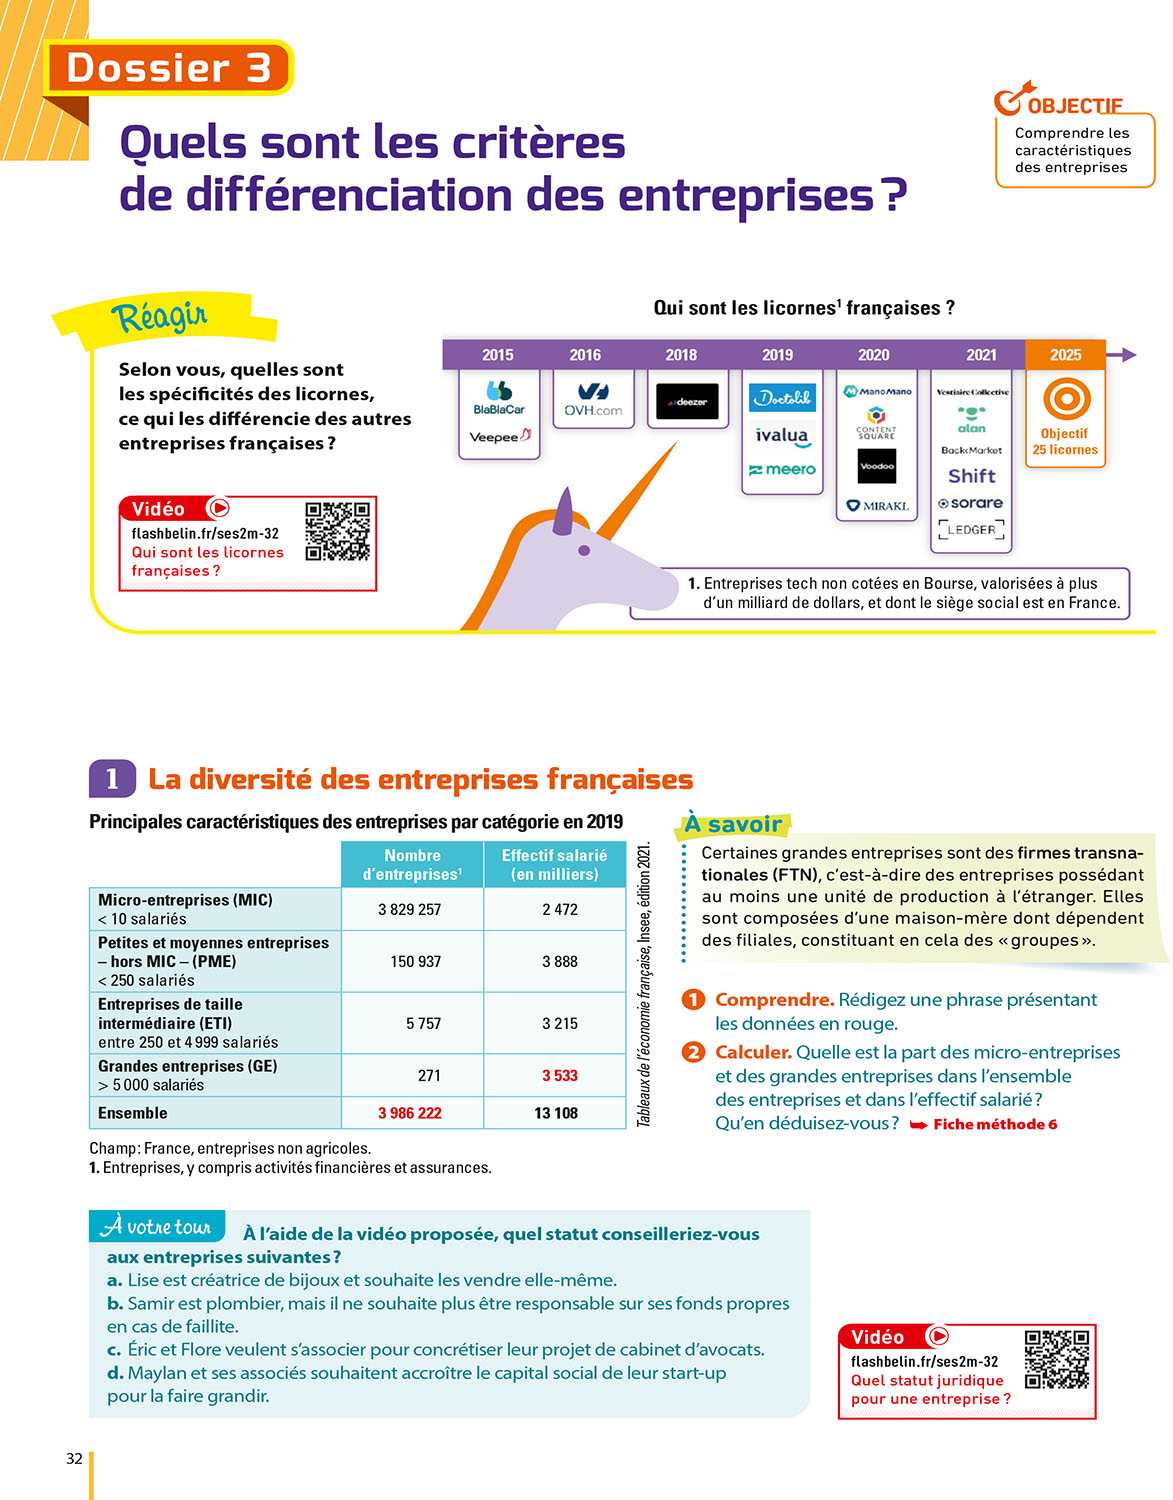 Dossier 3
Quels sont les critères
de différenciation des entreprises ?
OBJECTIF
Comprendre les
caractéristiques
des entreprises
Réagir
Selon vous, quelles sont
les spécificités des licornes,
ce qui les différencie des autres
entreprises françaises ?
Vidéo
flashbelin.fr/ses2m-32
Qui sont les licornes
françaises ?
Qui sont les licornes¹ françaises ?
2015 2016 2018 2019 2020 2021 2025
BlaBlaCar
Veepee
OVH.com
deezer
Doctolib
ivalua
meero
ManoMano
CONTENT
SQUARE
Voodoo
MIRAKL
Vestiaire Collective
alan
BackMarket
Shift
sorare
LEDGER
Objectif
25 licornes
1. Entreprises tech non cotées en Bourse, valorisées à plus
d'un milliard de dollars, et dont le siège social est en France.
1 La diversité des entreprises françaises
Principales caractéristiques des entreprises par catégorie en 2019
Nombre
d'entreprises¹
Effectif salarié
(en milliers)
Micro-entreprises (MIC)
< 10 salariés
3 829 257 2 472
Petites et moyennes entreprises
– hors MIC – (PME)
< 250 salariés
150 937 3 888
Entreprises de taille
intermédiaire (ETI)
entre 250 et 4 999 salariés
5 757 3 215
Grandes entreprises (GE)
> 5 000 salariés
271 3 533
Ensemble 3 986 222 13 108
Tableaux de l'économie française, Insee, édition 2021.
Champ : France, entreprises non agricoles.
1. Entreprises, y compris activités financières et assurances.
À savoir
Certaines grandes entreprises sont des firmes transna-
tionales (FTN), c'est-à-dire des entreprises possédant
au moins une unité de production à l'étranger. Elles
sont composées d'une maison-mère dont dépendent
des filiales, constituant en cela des « groupes ».
1 Comprendre. Rédigez une phrase présentant
les données en rouge.
2 Calculer. Quelle est la part des micro-entreprises
et des grandes entreprises dans l'ensemble
des entreprises et dans l'effectif salarié ?
Qu'en déduisez-vous ? ➥ Fiche méthode 6
À votre tour
À l'aide de la vidéo proposée, quel statut conseilleriez-vous
aux entreprises suivantes ?
a. Lise est créatrice de bijoux et souhaite les vendre elle-même.
b. Samir est plombier, mais il ne souhaite plus être responsable sur ses fonds propres
en cas de faillite.
c. Éric et Flore veulent s'associer pour concrétiser leur projet de cabinet d'avocats.
d. Maylan et ses associés souhaitent accroître le capital social de leur start-up
pour la faire grandir.
Vidéo
flashbelin.fr/ses2m-32
Quel statut juridique
pour une entreprise ?
32